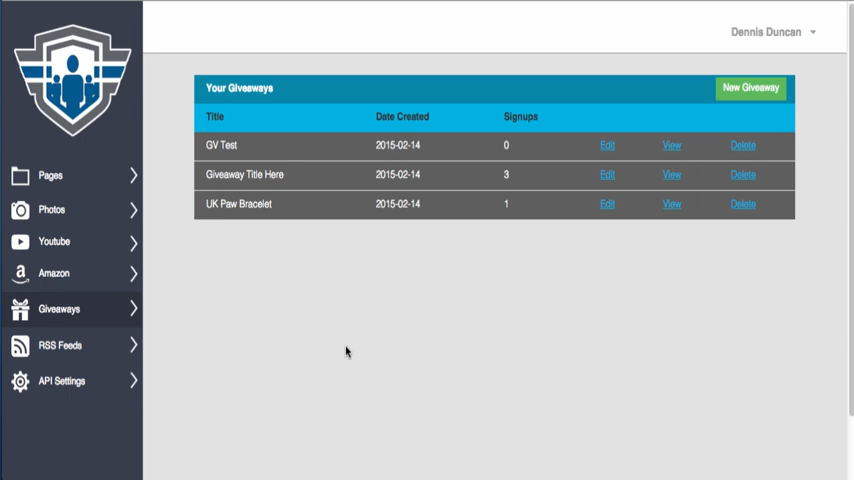 Dennis Duncan
Your Giveaways
New Giveaway
Title Date Created Signups
GV Test 2015-02-14 0 Edit View Delete
Giveaway Title Here 2015-02-14 3 Edit View Delete
UK Paw Bracelet 2015-02-14 1 Edit View Delete
Pages
Photos
Youtube
Amazon
Giveaways
RSS Feeds
API Settings